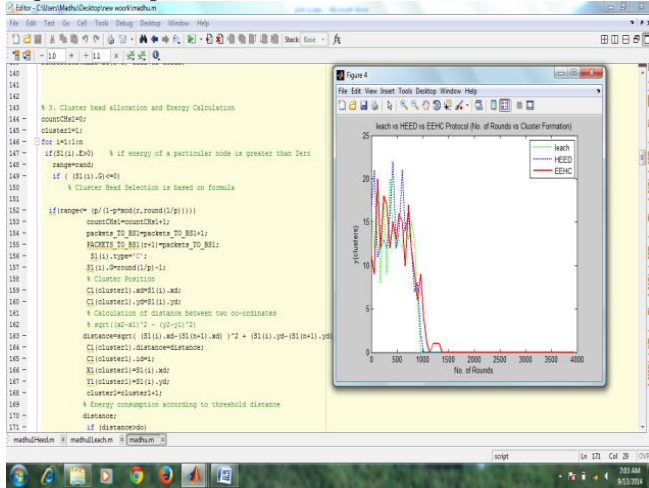 Editor - C:\Users\Madhu\Desktop\new woork\madhu.m
File Edit Text Go Cell Tools Debug Desktop Window Help
Stack: Base fx
- 1.0 + ÷ 1.1 ×
140
141
142
143 % 3. Cluster head allocation and Energy Calculation
144 - countCHs1=0;
145 - cluster1=1;
146 - for i=1:1:n
147 - if(S1(i).E>0) % if energy of a particular node is greater than Zero
148 - range=rand;
149 - if ( (S1(i).G)<=0)
150 % Cluster Head Selection is based on formula
151
152 - if(range<= (p/(1-p*mod(r,round(1/p)))))
153 - countCHs1=countCHs1+1;
154 - packets_TO_BS1=packets_TO_BS1+1;
155 - PACKETS_TO_BS1(r+1)=packets_TO_BS1;
156 - S1(i).type='C';
157 - S1(i).G=round(1/p)-1;
158 % Cluster Position
159 - C1(cluster1).xd=S1(i).xd;
160 - C1(cluster1).yd=S1(i).yd;
161 % Calculation of distance between two co-ordinates
162 % sqrt((x2-x1)^2 - (y2-y1)^2)
163 - distance=sqrt( (S1(i).xd-(S1(n+1).xd) )^2 + (S1(i).yd-(S1(n+1).yd)
164 - C1(cluster1).distance=distance;
165 - C1(cluster1).id=i;
166 - X1(cluster1)=S1(i).xd;
167 - Y1(cluster1)=S1(i).yd;
168 - cluster1=cluster1+1;
169 % Energy consumption according to threshold distance
170 - distance;
171 - if (distance>do)
madhu1Heed.m × madhu1Leach.m × madhu.m ×
script Ln 171 Col 29 OVR
Figure 4
File Edit View Insert Tools Desktop Window Help
leach vs HEED vs EEHC Protocol (No. of Rounds vs Cluster Formation)
leach
HEED
EEHC
y(clusters)
25
20
15
10
5
0
0 500 1000 1500 2000 2500 3000 3500 4000
No. of Rounds
7:03 AM
9/13/2014